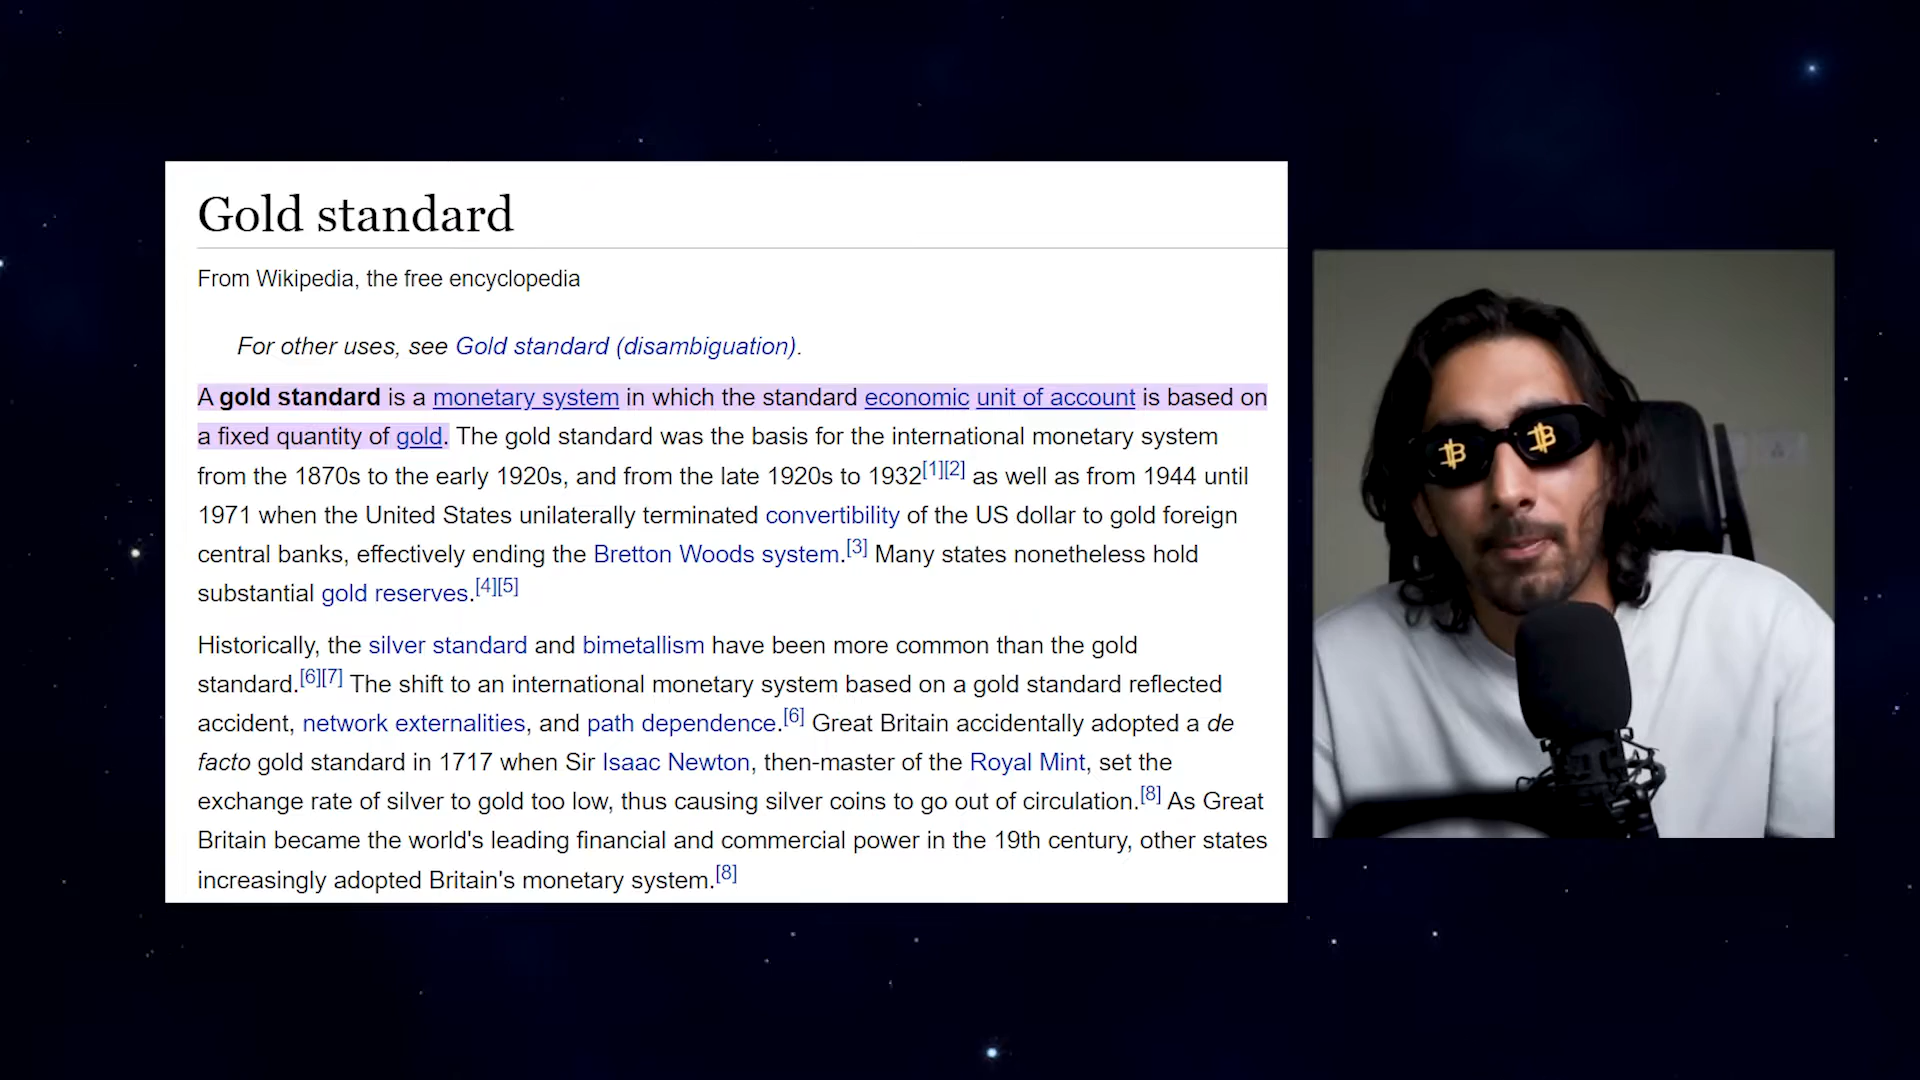 Gold standard
From Wikipedia, the free encyclopedia
For other uses, see Gold standard (disambiguation).
A gold standard is a monetary system in which the standard economic unit of account is based on
a fixed quantity of gold. The gold standard was the basis for the international monetary system
from the 1870s to the early 1920s, and from the late 1920s to 1932[1][2] as well as from 1944 until
1971 when the United States unilaterally terminated convertibility of the US dollar to gold foreign
central banks, effectively ending the Bretton Woods system.[3] Many states nonetheless hold
substantial gold reserves.[4][5]
Historically, the silver standard and bimetallism have been more common than the gold
standard.[6][7] The shift to an international monetary system based on a gold standard reflected
accident, network externalities, and path dependence.[6] Great Britain accidentally adopted a de
facto gold standard in 1717 when Sir Isaac Newton, then-master of the Royal Mint, set the
exchange rate of silver to gold too low, thus causing silver coins to go out of circulation.[8] As Great
Britain became the world's leading financial and commercial power in the 19th century, other states
increasingly adopted Britain's monetary system.[8]